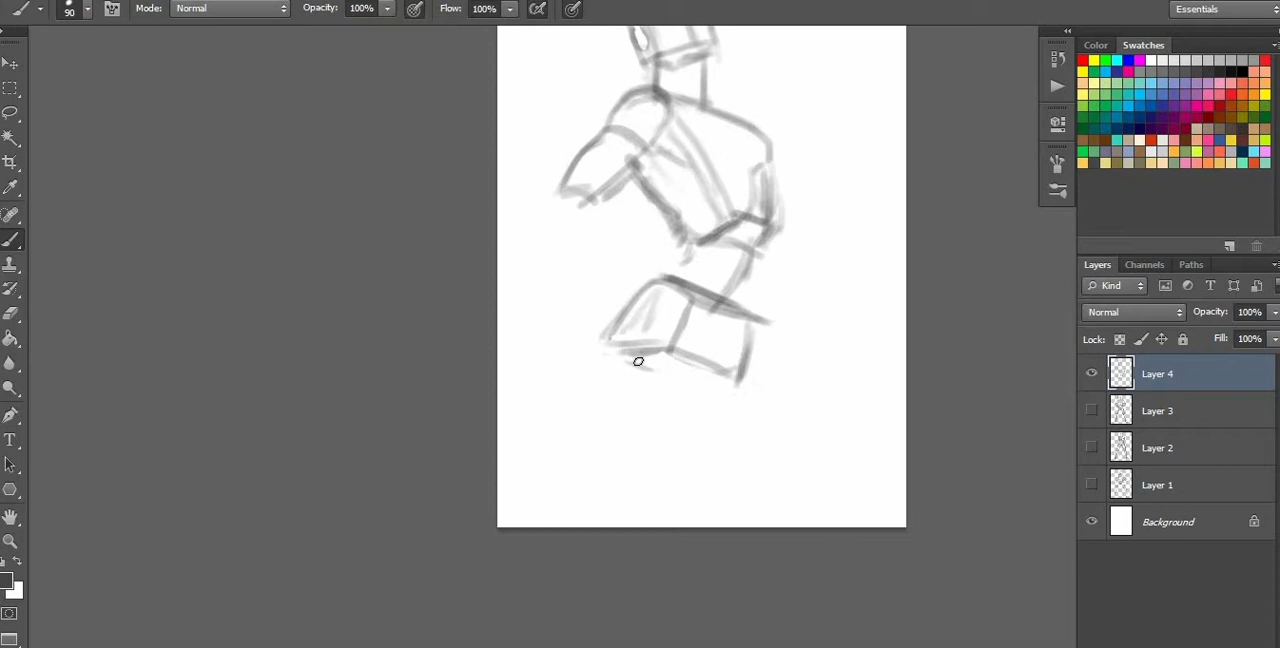 90
Mode: Normal
Opacity: 100%
Flow: 100%
Essentials
Color Swatches
Layers Channels Paths
Kind
Normal
Opacity: 100%
Lock:
Fill: 100%
Layer 4
Layer 3
Layer 2
Layer 1
Background